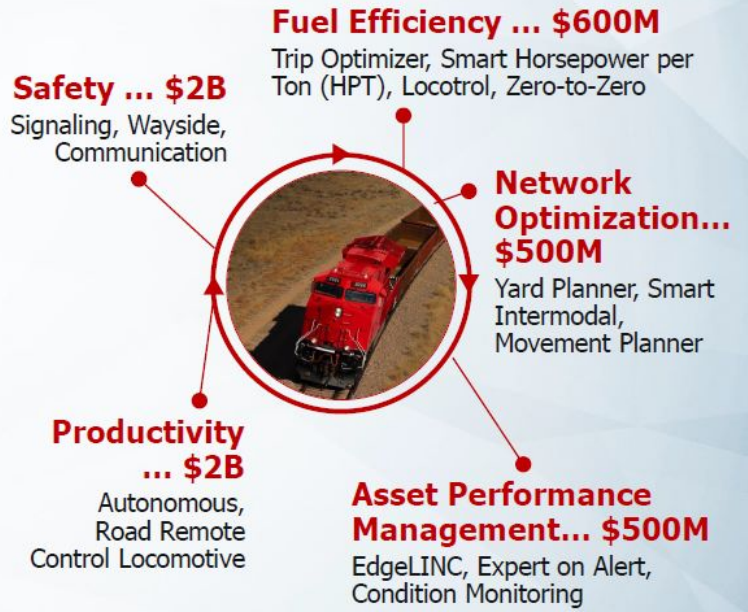 Fuel Efficiency ... $600M
Trip Optimizer, Smart Horsepower per
Ton (HPT), Locotrol, Zero-to-Zero
Safety ... $2B
Signaling, Wayside,
Communication
Network
Optimization...
$500M
Yard Planner, Smart
Intermodal,
Movement Planner
Productivity
... $2B
Autonomous,
Road Remote
Control Locomotive
Asset Performance
Management... $500M
EdgeLINC, Expert on Alert,
Condition Monitoring